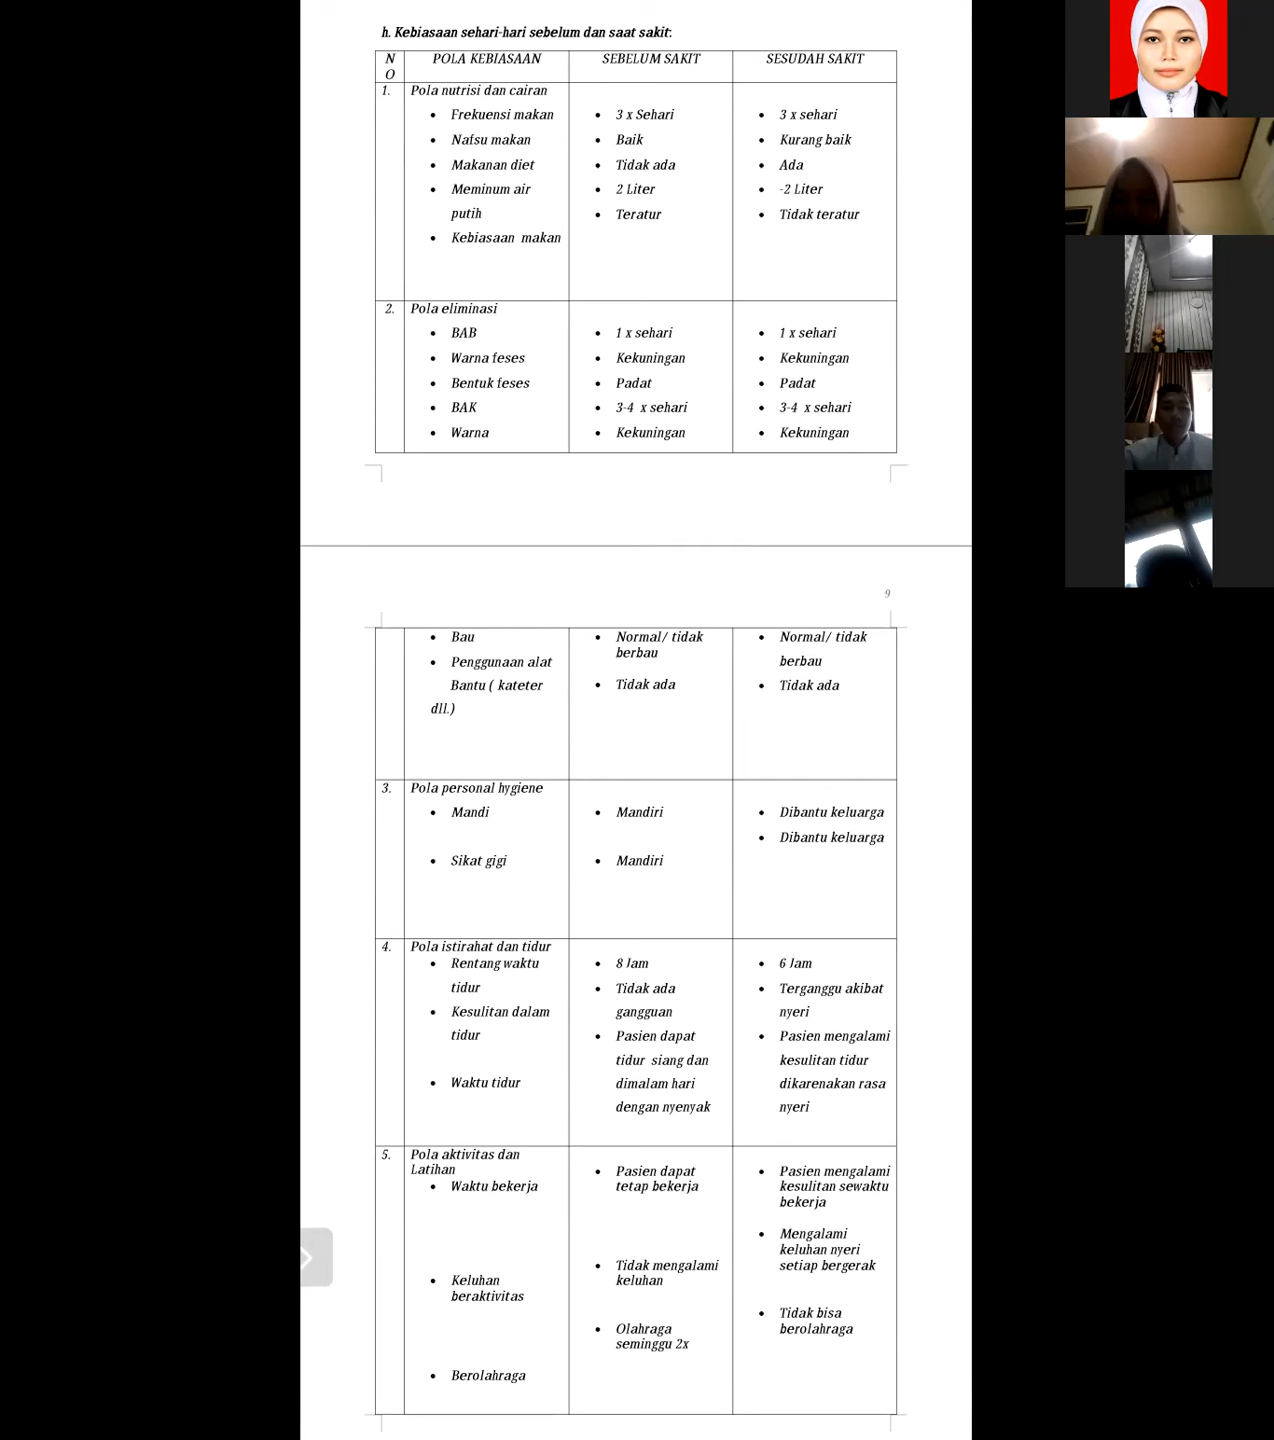 h. Kebiasaan sehari-hari sebelum dan saat sakit:
N
O
POLA KEBIASAAN
SEBELUM SAKIT
SESUDAH SAKIT
1.
Pola nutrisi dan cairan
• Frekuensi makan
• Nafsu makan
• Makanan diet
• Meminum air
putih
• Kebiasaan makan
• 3 x Sehari
• Baik
• Tidak ada
• 2 Liter
• Teratur
• 3 x sehari
• Kurang baik
• Ada
• -2 Liter
• Tidak teratur
2.
Pola eliminasi
• BAB
• Warna feses
• Bentuk feses
• BAK
• Warna
• 1 x sehari
• Kekuningan
• Padat
• 3-4 x sehari
• Kekuningan
• 1 x sehari
• Kekuningan
• Padat
• 3-4 x sehari
• Kekuningan
9
• Bau
• Penggunaan alat
Bantu ( kateter
dll.)
• Normal/ tidak
berbau
• Tidak ada
• Normal/ tidak
berbau
• Tidak ada
3.
Pola personal hygiene
• Mandi
• Sikat gigi
• Mandiri
• Mandiri
• Dibantu keluarga
• Dibantu keluarga
4.
Pola istirahat dan tidur
• Rentang waktu
tidur
• Kesulitan dalam
tidur
• Waktu tidur
• 8 Jam
• Tidak ada
gangguan
• Pasien dapat
tidur siang dan
dimalam hari
dengan nyenyak
• 6 Jam
• Terganggu akibat
nyeri
• Pasien mengalami
kesulitan tidur
dikarenakan rasa
nyeri
5.
Pola aktivitas dan
Latihan
• Waktu bekerja
• Keluhan
beraktivitas
• Berolahraga
• Pasien dapat
tetap bekerja
• Tidak mengalami
keluhan
• Olahraga
seminggu 2x
• Pasien mengalami
kesulitan sewaktu
bekerja
• Mengalami
keluhan nyeri
setiap bergerak
• Tidak bisa
berolahraga